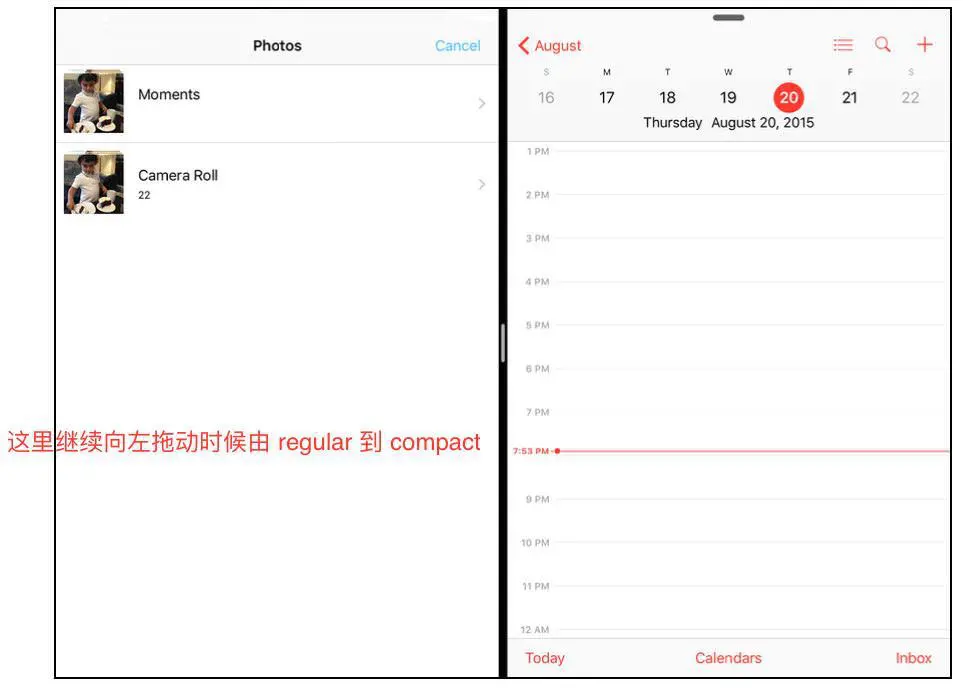 Photos Cancel
Moments
Camera Roll
22
这里继续向左拖动时候由 regular 到 compact
August
S M T W T F S
16 17 18 19 20 21 22
Thursday August 20, 2015
1 PM
2 PM
3 PM
4 PM
5 PM
6 PM
7 PM
7:53 PM
9 PM
10 PM
11 PM
12 AM
Today Calendars Inbox